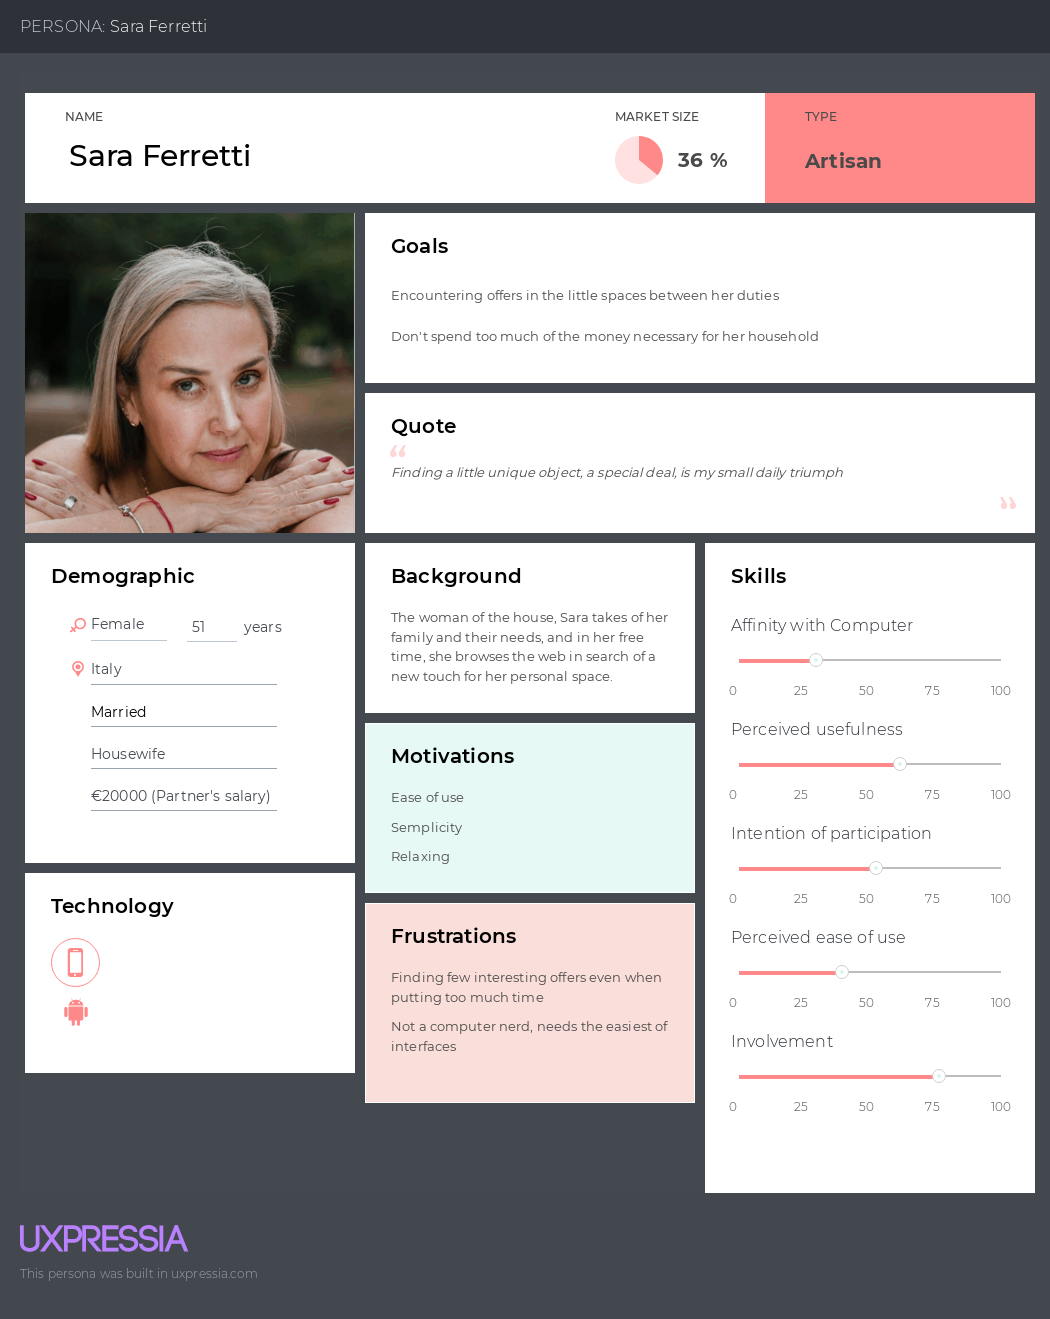 PERSONA: Sara Ferretti
NAME
Sara Ferretti
MARKET SIZE
36 %
TYPE
Artisan
Goals
Encountering offers in the little spaces between her duties
Don't spend too much of the money necessary for her household
Quote
“
Finding a little unique object, a special deal, is my small daily triumph
”
Demographic
Female 51 years
Italy
Married
Housewife
€20000 (Partner's salary)
Technology
Background
The woman of the house, Sara takes of her
family and their needs, and in her free
time, she browses the web in search of a
new touch for her personal space.
Motivations
Ease of use
Semplicity
Relaxing
Frustrations
Finding few interesting offers even when
putting too much time
Not a computer nerd, needs the easiest of
interfaces
Skills
Affinity with Computer
0 25 50 75 100
Perceived usefulness
0 25 50 75 100
Intention of participation
0 25 50 75 100
Perceived ease of use
0 25 50 75 100
Involvement
0 25 50 75 100
UXPRESSIA
This persona was built in uxpressia.com